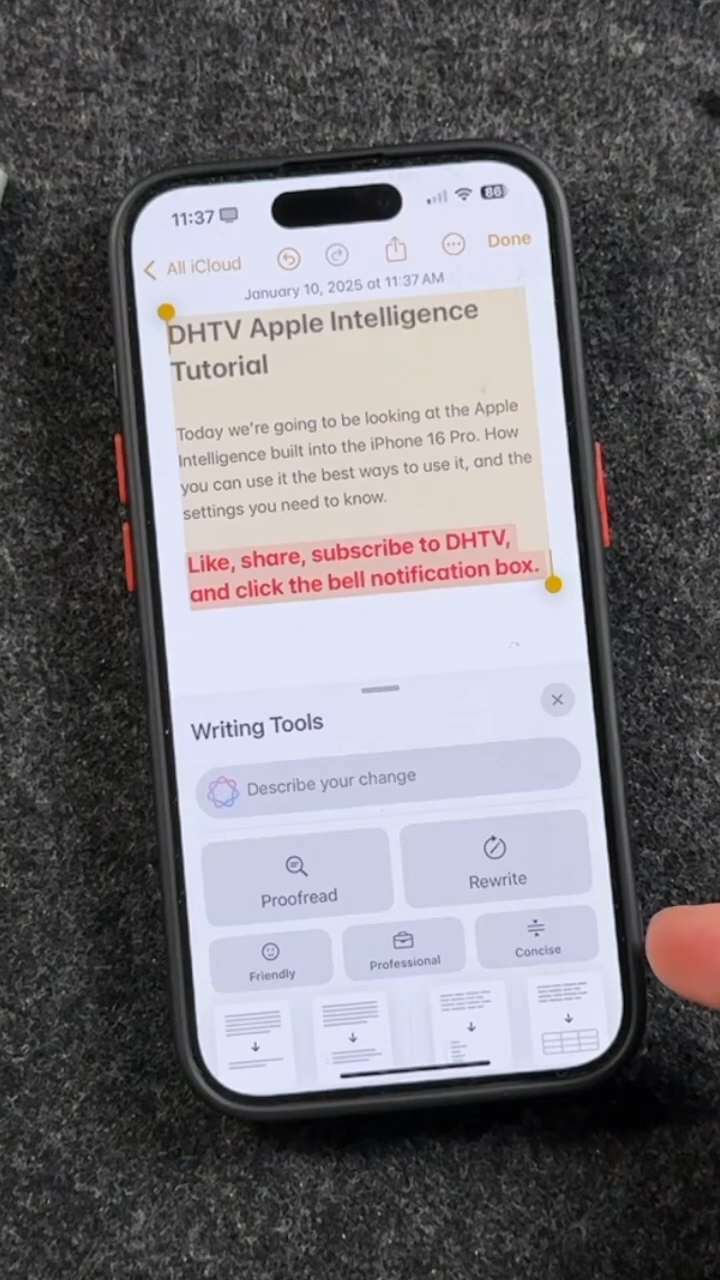 11:37
86
All iCloud
Done
January 10, 2025 at 11:37 AM
DHTV Apple Intelligence
Tutorial
Today we're going to be looking at the Apple
Intelligence built into the iPhone 16 Pro. How
you can use it the best ways to use it, and the
settings you need to know.
Like, share, subscribe to DHTV,
and click the bell notification box.
Writing Tools
Describe your change
Proofread
Rewrite
Friendly
Professional
Concise